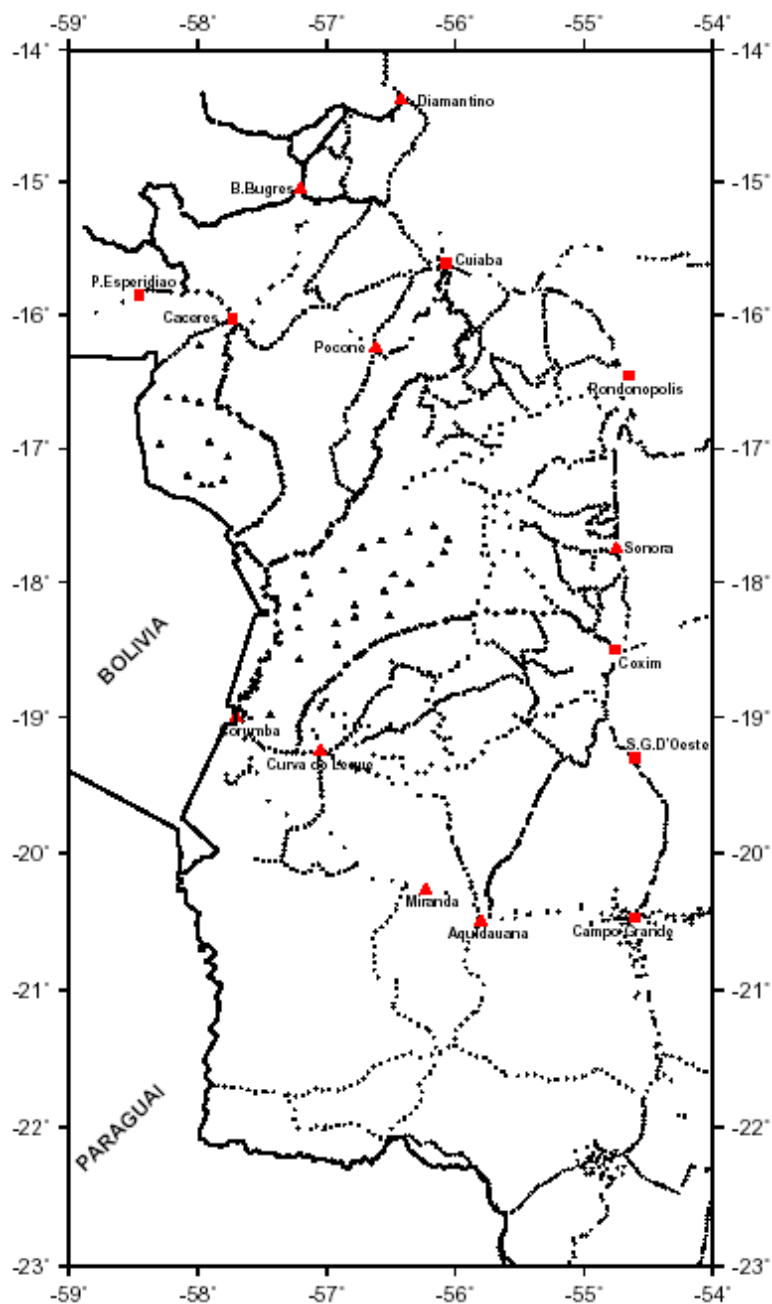 -59˚ -58˚ -57˚ -56˚ -55˚ -54˚
-14˚ -14˚
Diamantino
-15˚ B.Bugres -15˚
Cuiaba
P.Esperidiao
-16˚ Caceres -16˚
Pocone
Rondonopolis
-17˚ -17˚
Sonora
-18˚ -18˚
BOLIVIA
Coxim
-19˚ -19˚
Corumba
S.G.D'Oeste
Curva do Leque
-20˚ -20˚
Miranda
Aquidauana Campo Grande
-21˚ -21˚
PARAGUAI
-22˚ -22˚
-23˚ -23˚
-59˚ -58˚ -57˚ -56˚ -55˚ -54˚